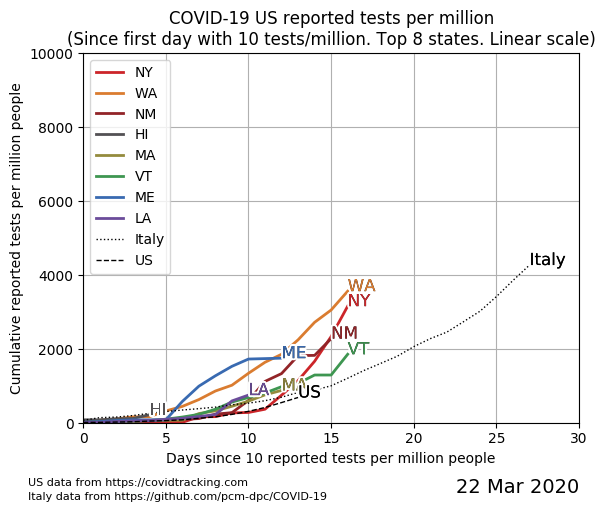 COVID-19 US reported tests per million
(Since first day with 10 tests/million. Top 8 states. Linear scale)
Cumulative reported tests per million people
10000
8000
6000
4000
2000
0
NY
WA
NM
HI
MA
VT
ME
LA
Italy
US
Italy
WA
NY
NM
ME
VT
MA
LA
US
HI
0 5 10 15 20 25 30
Days since 10 rported tests per million people
US data from https://covidtracking.com
Italy data from https://github.com/pcm-dpc/COVID-19
22 Mar 2020